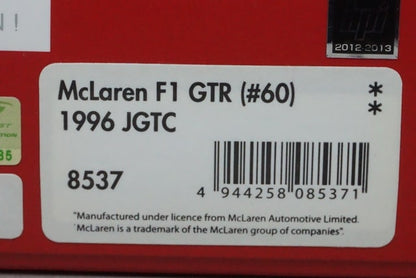 N!
hpi
2012-2013
McLaren F1 GTR (#60) *
1996 JGTC *
8537
4 944258 085371
"Manufactured under licence from McLaren Automotive Limited.
'McLaren is a trademark of the McLaren group of companies".